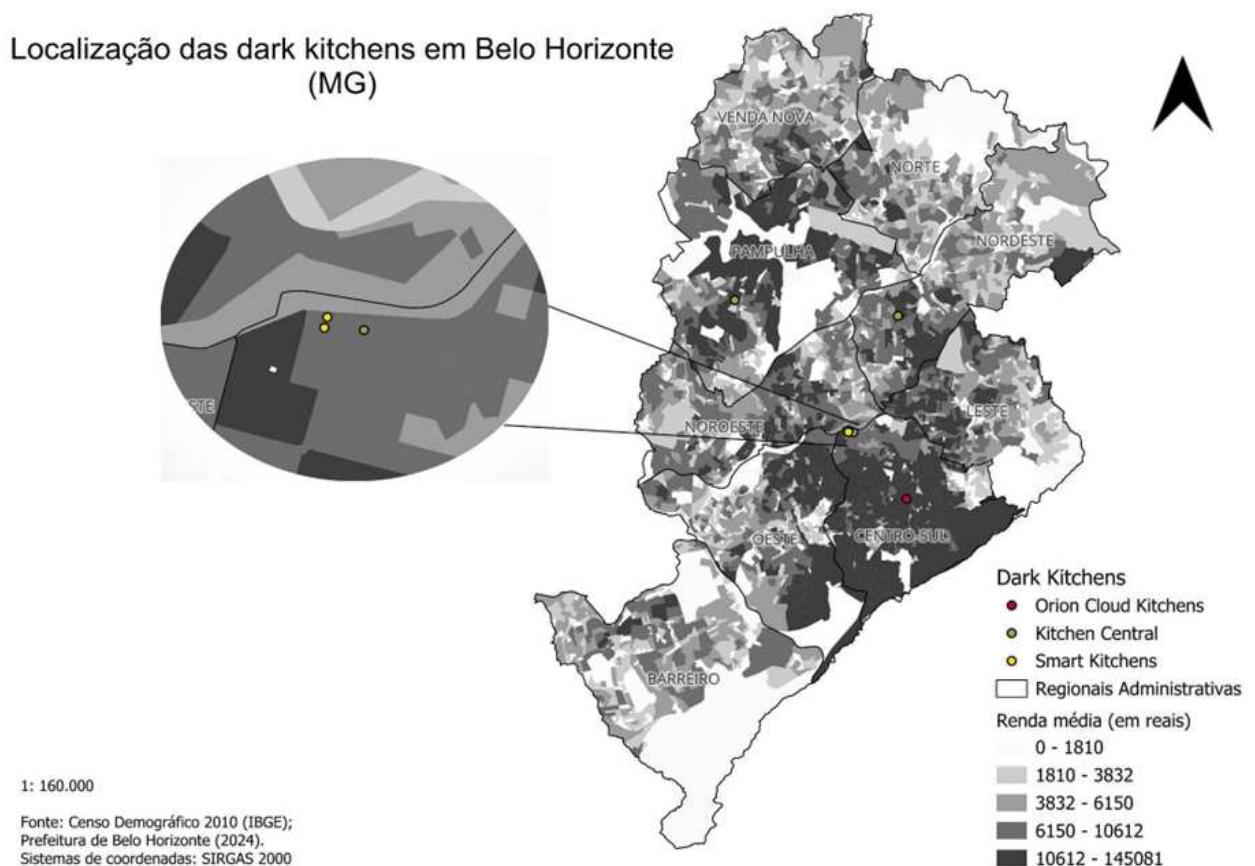 Localização das dark kitchens em Belo Horizonte
(MG)
VENDA NOVA
NORTE
NORDESTE
PAMPULHA
STE
NOROESTE
LESTE
OESTE
CENTRO-SUL
BARREIRO
Dark Kitchens
Orion Cloud Kitchens
Kitchen Central
Smart Kitchens
Regionais Administrativas
Renda média (em reais)
0 - 1810
1810 - 3832
3832 - 6150
6150 - 10612
10612 - 145081
1: 160.000
Fonte: Censo Demográfico 2010 (IBGE);
Prefeitura de Belo Horizonte (2024).
Sistemas de coordenadas: SIRGAS 2000